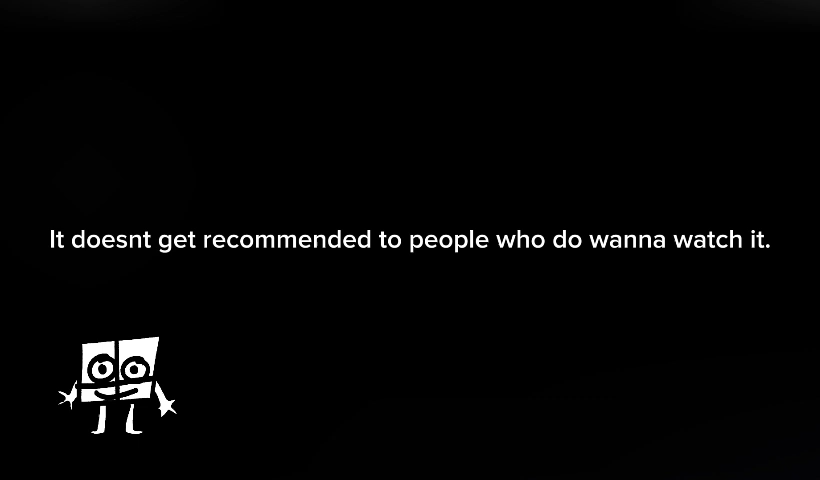 It doesnt get recommended to people who do wanna watch it.